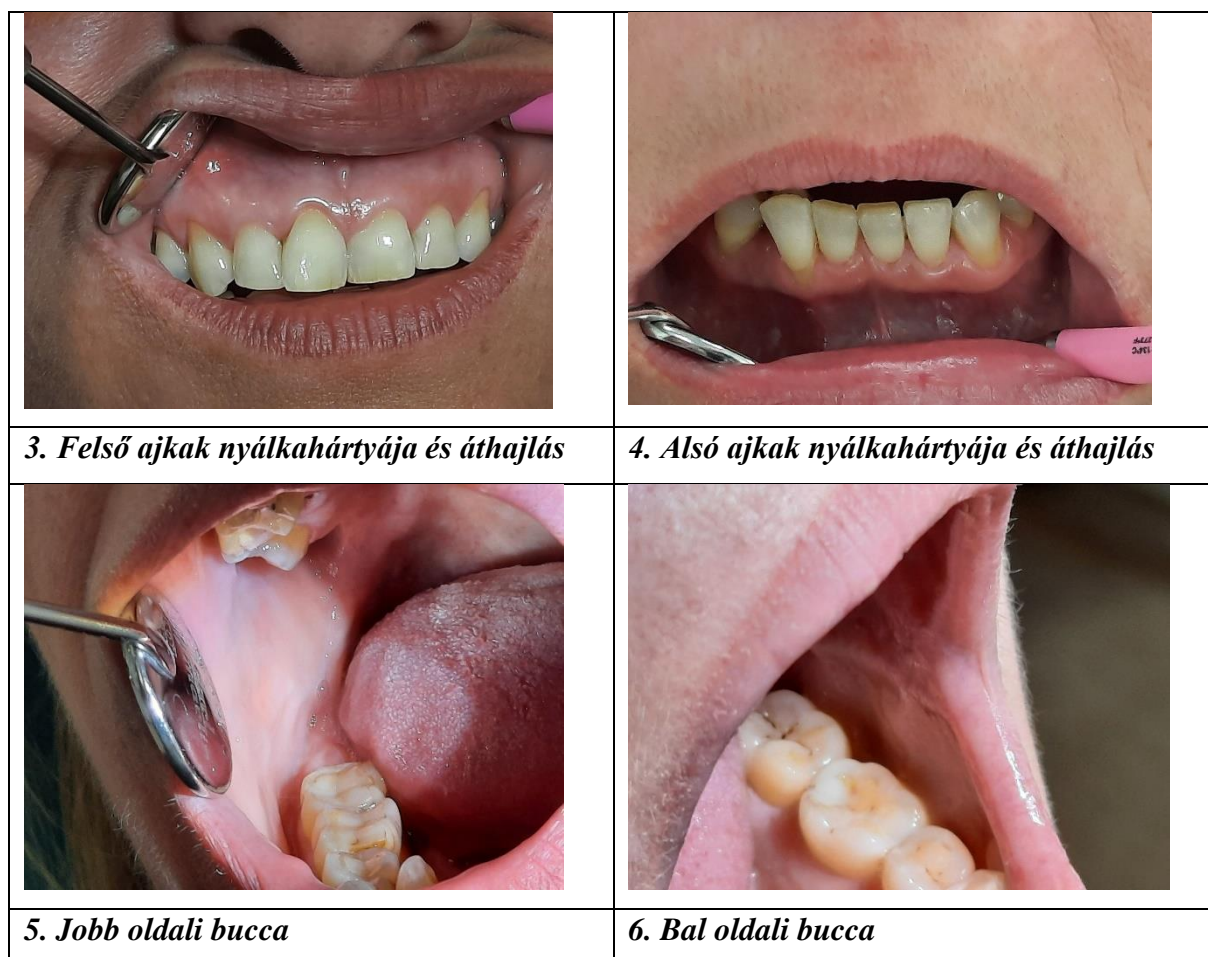 3. Felső ajkak nyálkahártyája és áthajlás
4. Alsó ajkak nyálkahártyája és áthajlás
5. Jobb oldali bucca
6. Bal oldali bucca